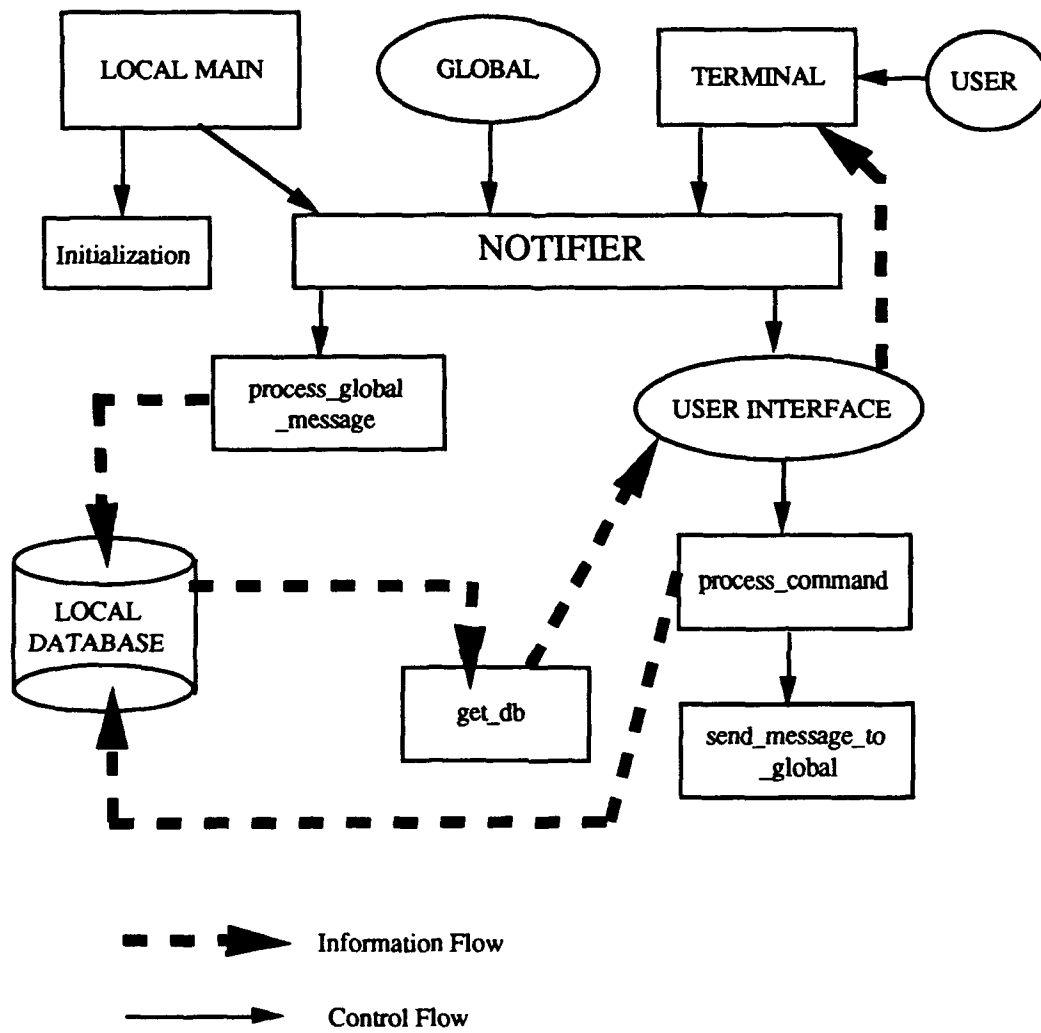 LOCAL MAIN
GLOBAL
TERMINAL
USER
Initialization
NOTIFIER
process_global
_message
USER INTERFACE
LOCAL
DATABASE
process_command
get_db
send_message_to
_global
Information Flow
Control Flow